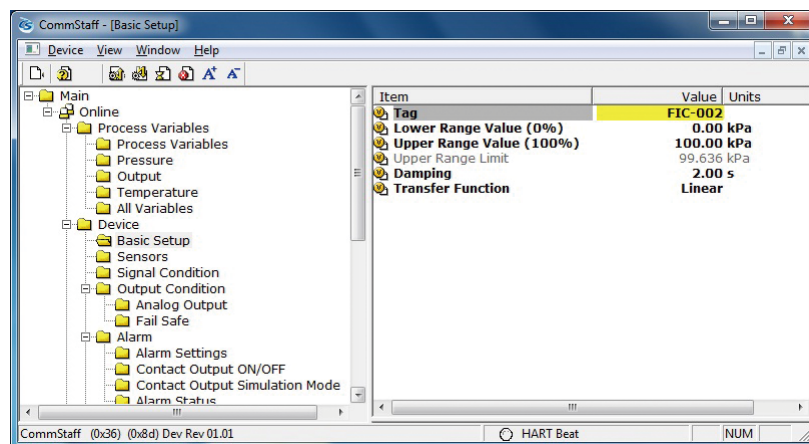 CommStaff - [Basic Setup]
Device View Window Help
Main
Online
Process Variables
Process Variables
Pressure
Output
Temperature
All Variables
Device
Basic Setup
Sensors
Signal Condition
Output Condition
Analog Output
Fail Safe
Alarm
Alarm Settings
Contact Output ON/OFF
Contact Output Simulation Mode
Alarm Status
Item Value Units
Tag FIC-002
Lower Range Value (0%) 0.00 kPa
Upper Range Value (100%) 100.00 kPa
Upper Range Limit 99.636 kPa
Damping 2.00 s
Transfer Function Linear
CommStaff (0x36) (0x8d) Dev Rev 01.01 HART Beat NUM